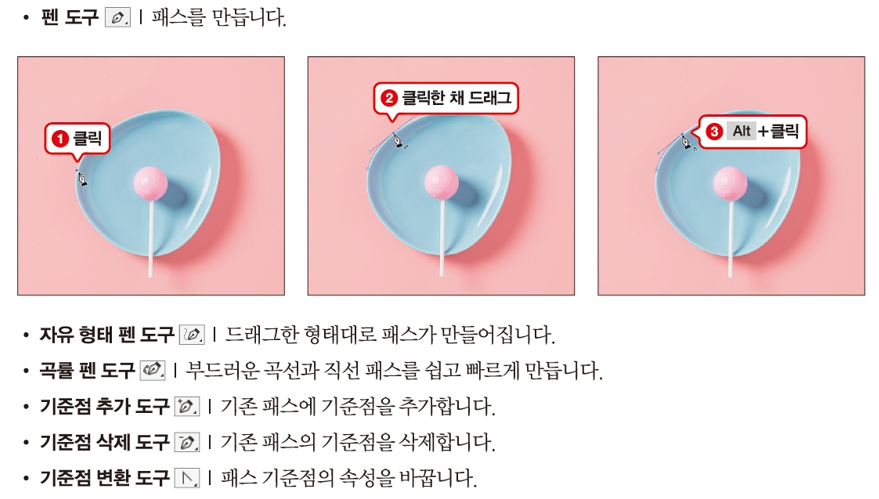 • 펜 도구 | 패스를 만듭니다.
① 클릭
② 클릭한 채 드래그
③ Alt +클릭
• 자유 형태 펜 도구 | 드래그한 형태대로 패스가 만들어집니다.
• 곡률 펜 도구 | 부드러운 곡선과 직선 패스를 쉽고 빠르게 만듭니다.
• 기준점 추가 도구 | 기존 패스에 기준점을 추가합니다.
• 기준점 삭제 도구 | 기존 패스의 기준점을 삭제합니다.
• 기준점 변환 도구 | 패스 기준점의 속성을 바꿉니다.